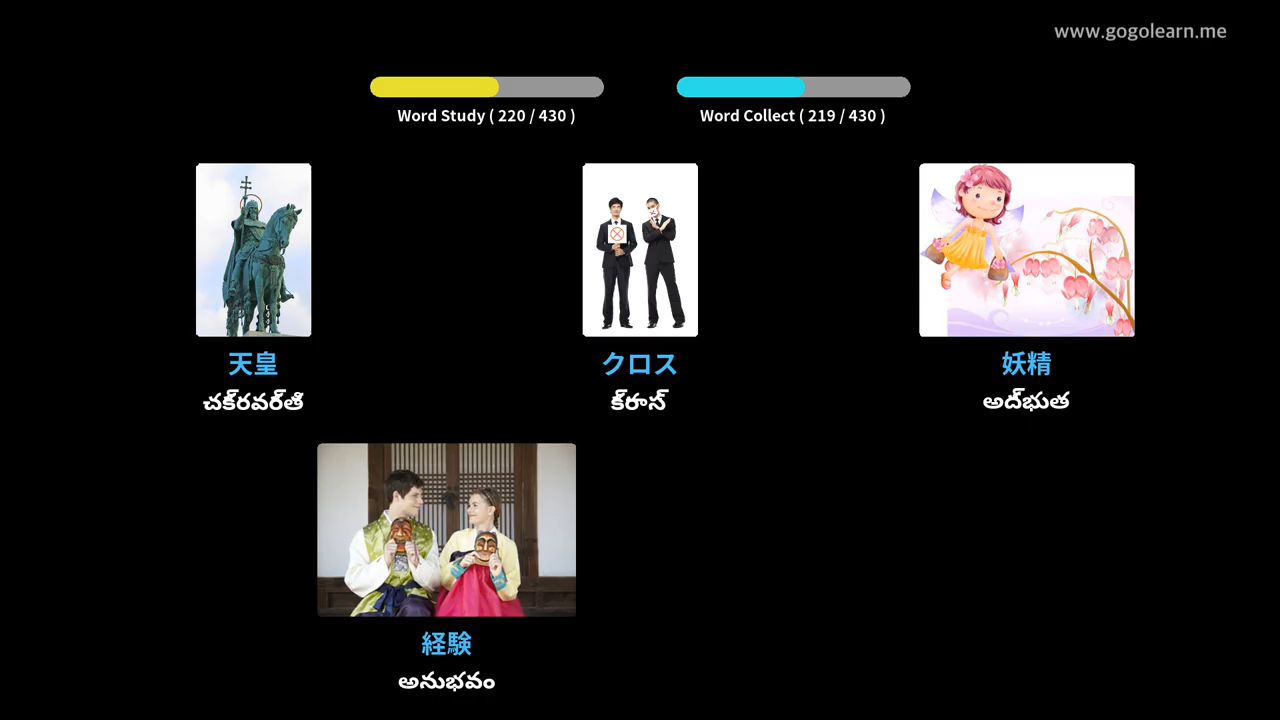 www.gogolearn.me
Word Study ( 220 / 430 )
Word Collect ( 219 / 430 )
天皇
చక్‌రవర్‌తి
クロス
క్‌రాస్
妖精
అద్‌భుత
経験
అనుభవం